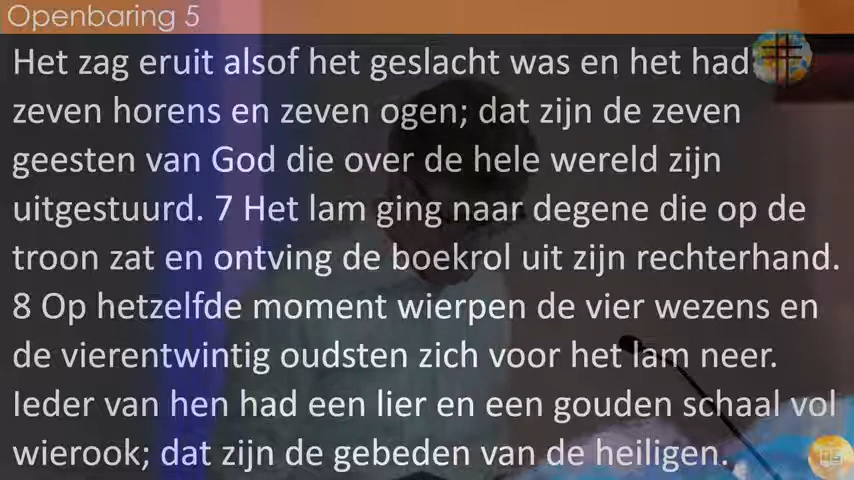 Openbaring 5
Het zag eruit alsof het geslacht was en het had
zeven horens en zeven ogen; dat zijn de zeven
geesten van God die over de hele wereld zijn
uitgestuurd. 7 Het lam ging naar degene die op de
troon zat en ontving de boekrol uit zijn rechterhand.
8 Op hetzelfde moment wierpen de vier wezens en
de vierentwintig oudsten zich voor het lam neer.
Ieder van hen had een lier en een gouden schaal vol
wierook; dat zijn de gebeden van de heiligen.